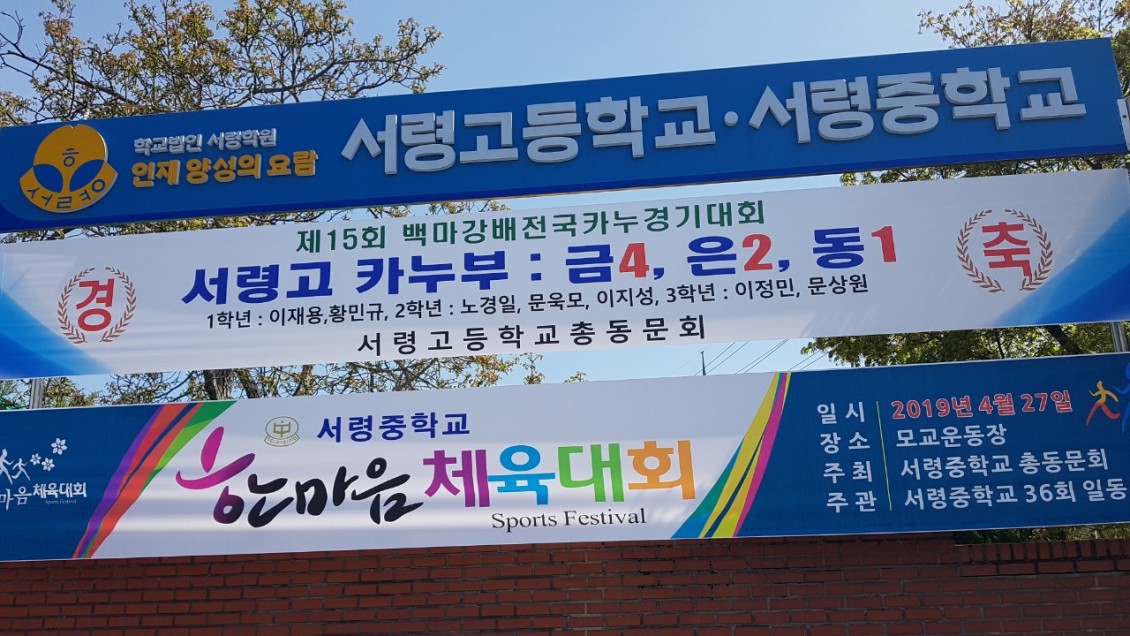 학교법인 서령학원
인재 양성의 요람
서령고등학교·서령중학교
제15회 백마강배전국카누경기대회
경
서령고 카누부 : 금4, 은2, 동1
축
1학년 : 이재용,황민규, 2학년 : 노경일, 문욱모, 이지성, 3학년 : 이정민, 문상원
서령고등학교총동문회
마음체육대회
Sports Festival
서령중학교
한마음 체육대회
Sports Festival
일시 2019년 4월 27일
장소 모교운동장
주최 서령중학교 총동문회
주관 서령중학교 36회 일동